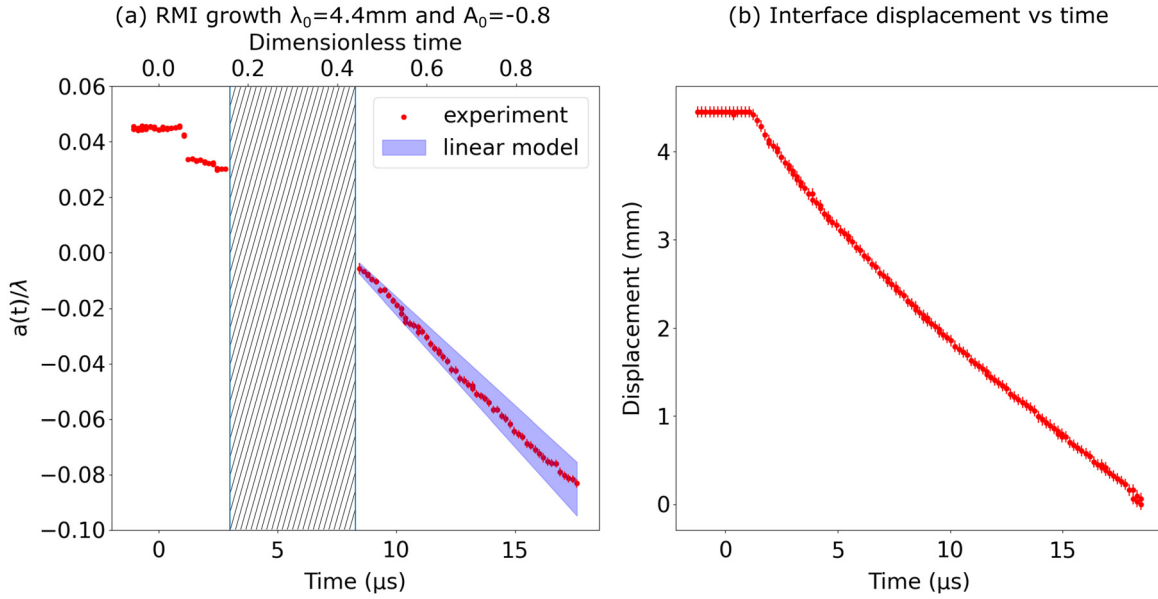 (a) RMI growth λ₀=4.4mm and A₀=-0.8
Dimensionless time
0.0 0.2 0.4 0.6 0.8
0.06
0.04
0.02
0.00
−0.02
−0.04
−0.06
−0.08
−0.10
a(t)/λ
experiment
linear model
0 5 10 15
Time (μs)
(b) Interface displacement vs time
4
3
2
1
0
Displacement (mm)
0 5 10 15
Time (μs)